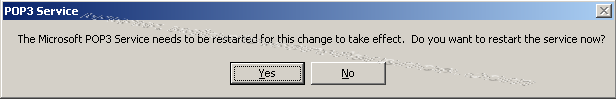 POP3 Service
The Microsoft POP3 Service needs to be restarted for this change to take effect. Do you want to restart the service now?
Yes
No